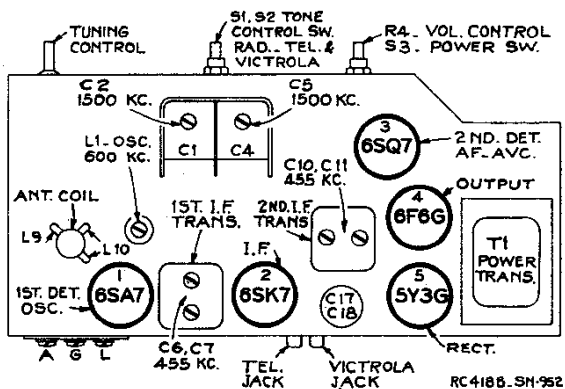 TUNING
CONTROL
S1, S2 TONE
CONTROL SW.
RAD.-TEL. &
VICTROLA
R4- VOL. CONTROL
S3- POWER SW.
C2
1500 KC.
C5
1500 KC.
C1
C4
L1-OSC.
600 KC.
3
6SQ7
2ND. DET.
AF-AVC.
C10, C11
455 KC.
ANT. COIL
L9
L10
1ST. I.F.
TRANS.
2ND. I.F.
TRANS.
4
6F6G
OUTPUT
T1
POWER
TRANS.
1ST. DET.
OSC.
1
6SA7
I.F.
2
6SK7
C17
C18
5
5Y3G
RECT.
A G L
C6, C7
455 KC.
TEL.
JACK
VICTROLA
JACK
RC418B-SN-952